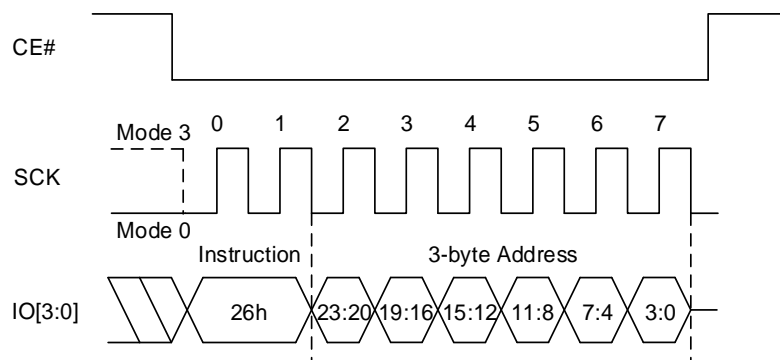 CE#
Mode 3
0 1 2 3 4 5 6 7
SCK
Mode 0
Instruction 3-byte Address
IO[3:0] 26h 23:20 19:16 15:12 11:8 7:4 3:0